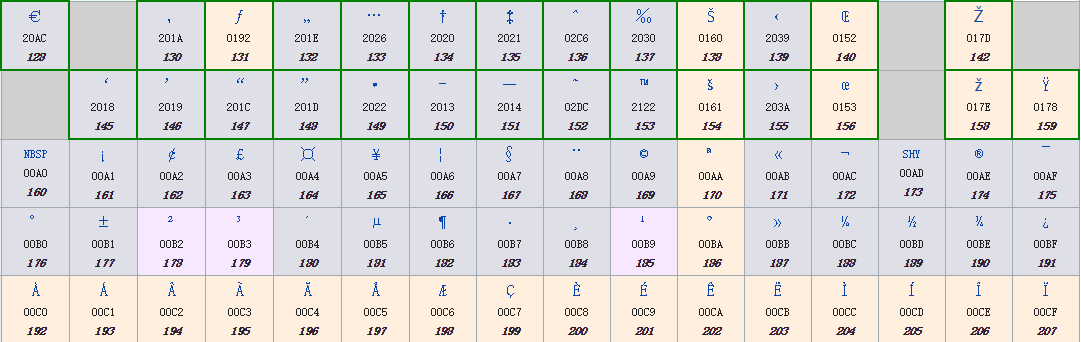 € ‚ ƒ „ … † ‡ ˆ ‰ Š ‹ Œ Ž
20AC 201A 0192 201E 2026 2020 2021 02C6 2030 0160 2039 0152 017D
128 130 131 132 133 134 135 136 137 138 139 140 142
‘ ’ “ ” • – — ˜ ™ š › œ ž Ÿ
2018 2019 201C 201D 2022 2013 2014 02DC 2122 0161 203A 0153 017E 0178
145 146 147 148 149 150 151 152 153 154 155 156 158 159
NBSP ¡ ¢ £ ¤ ¥ ¦ § ¨ © ª « ¬ SHY ® ¯
00A0 00A1 00A2 00A3 00A4 00A5 00A6 00A7 00A8 00A9 00AA 00AB 00AC 00AD 00AE 00AF
160 161 162 163 164 165 166 167 168 169 170 171 172 173 174 175
° ± ² ³ ´ µ ¶ · ¸ ¹ º » ¼ ½ ¾ ¿
00B0 00B1 00B2 00B3 00B4 00B5 00B6 00B7 00B8 00B9 00BA 00BB 00BC 00BD 00BE 00BF
176 177 178 179 180 181 182 183 184 185 186 187 188 189 190 191
À Á Â Ã Ä Å Æ Ç È É Ê Ë Ì Í Î Ï
00C0 00C1 00C2 00C3 00C4 00C5 00C6 00C7 00C8 00C9 00CA 00CB 00CC 00CD 00CE 00CF
192 193 194 195 196 197 198 199 200 201 202 203 204 205 206 207